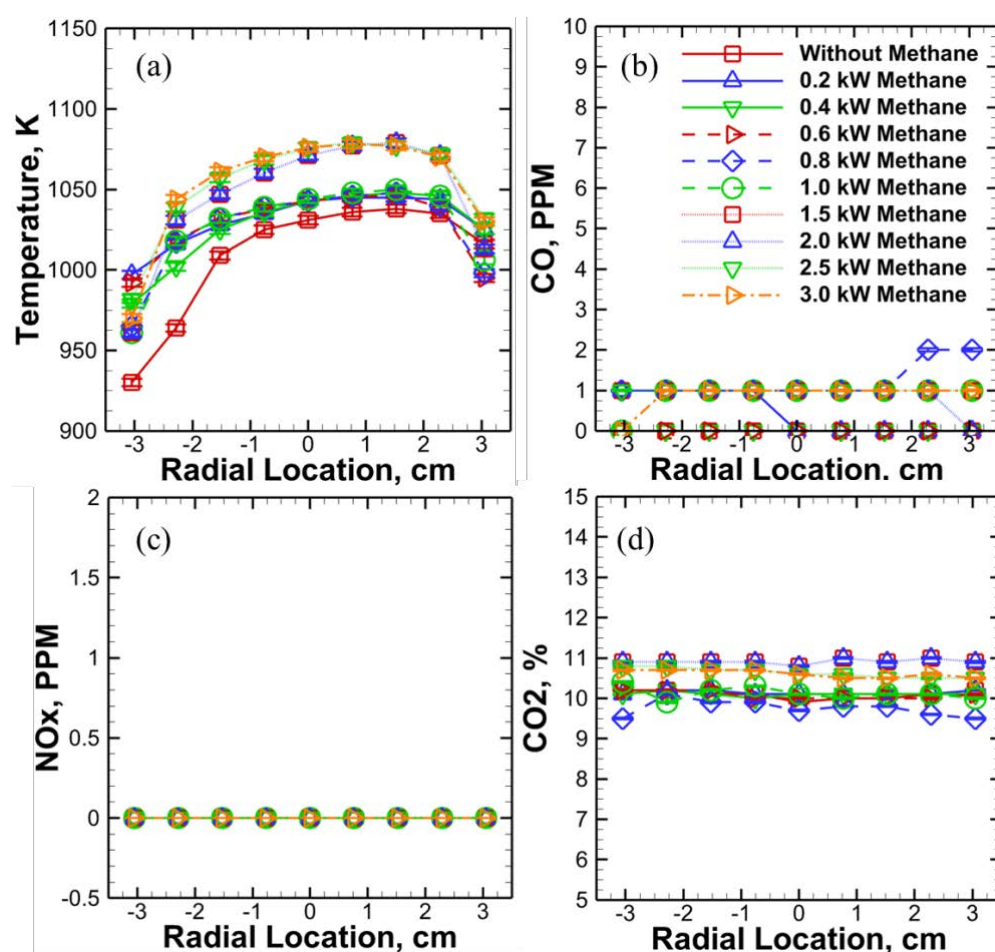 (a)
Temperature, K
1150
1100
1050
1000
950
900
-3 -2 -1 0 1 2 3
Radial Location, cm
(b)
CO, PPM
10
9
8
7
6
5
4
3
2
1
0
Without Methane
0.2 kW Methane
0.4 kW Methane
0.6 kW Methane
0.8 kW Methane
1.0 kW Methane
1.5 kW Methane
2.0 kW Methane
2.5 kW Methane
3.0 kW Methane
-3 -2 -1 0 1 2 3
Radial Location, cm
(c)
NOx, PPM
2
1.5
1
0.5
0
-0.5
-3 -2 -1 0 1 2 3
Radial Location, cm
(d)
CO2, %
15
14
13
12
11
10
9
8
7
6
5
-3 -2 -1 0 1 2 3
Radial Location, cm